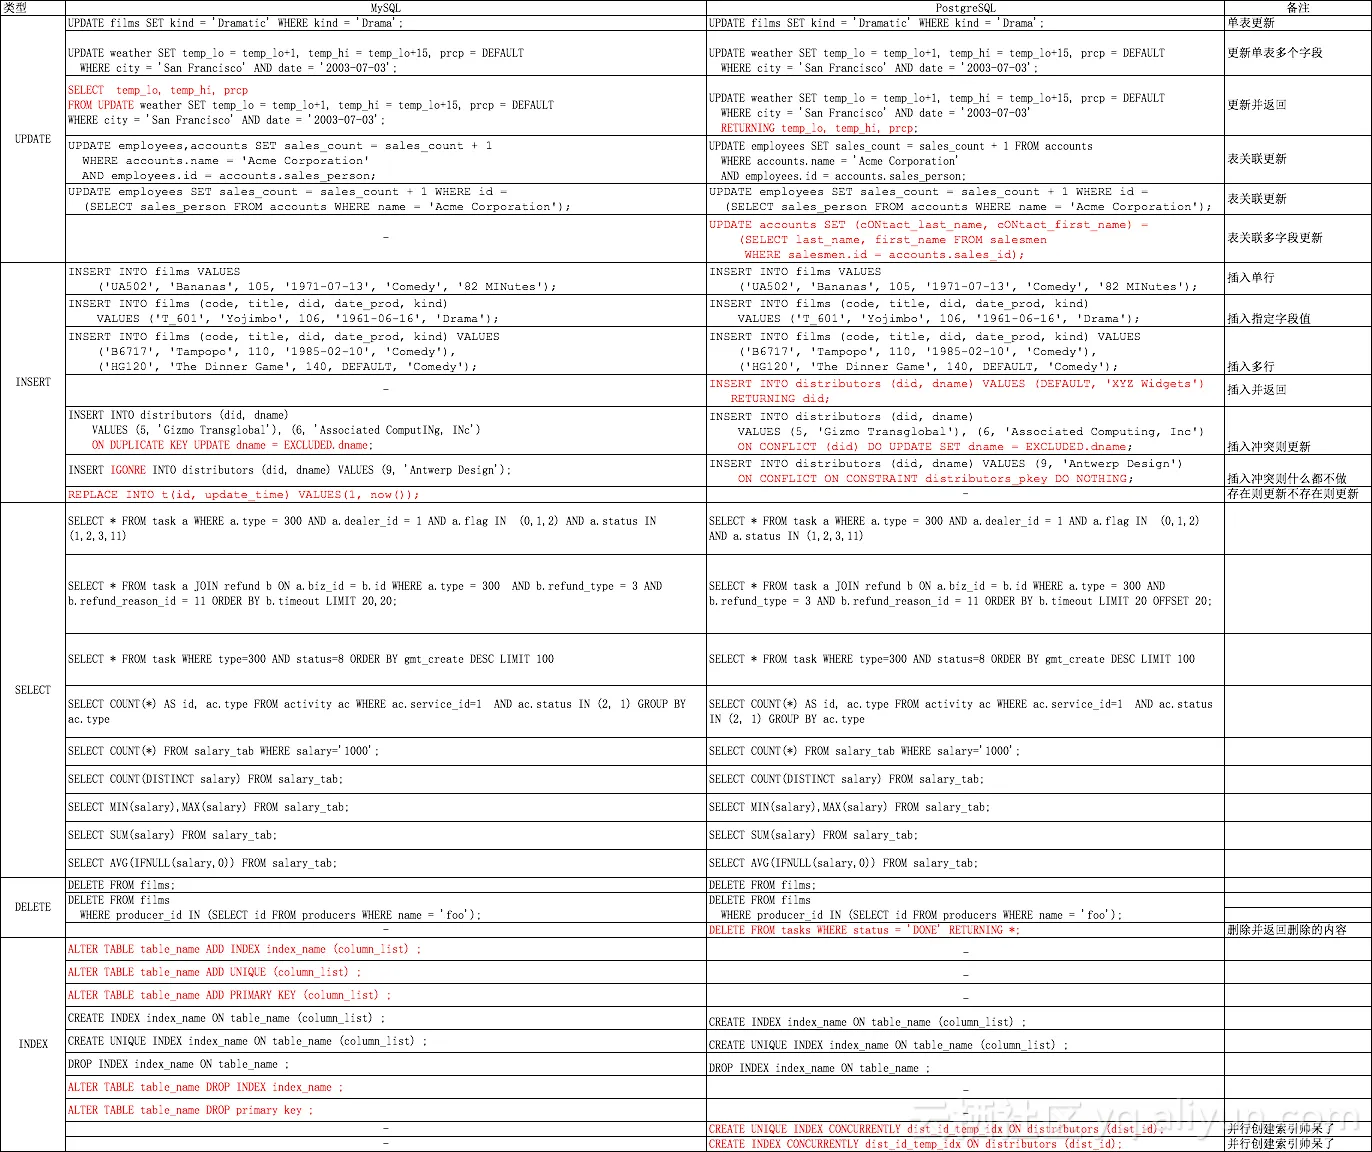 类型 MySQL PostgreSQL 备注
UPDATE
UPDATE films SET kind = 'Dramatic' WHERE kind = 'Drama';
UPDATE films SET kind = 'Dramatic' WHERE kind = 'Drama';
单表更新
UPDATE weather SET temp_lo = temp_lo+1, temp_hi = temp_lo+15, prcp = DEFAULT
WHERE city = 'San Francisco' AND date = '2003-07-03';
UPDATE weather SET temp_lo = temp_lo+1, temp_hi = temp_lo+15, prcp = DEFAULT
WHERE city = 'San Francisco' AND date = '2003-07-03';
更新单表多个字段
SELECT temp_lo, temp_hi, prcp
FROM UPDATE weather SET temp_lo = temp_lo+1, temp_hi = temp_lo+15, prcp = DEFAULT
WHERE city = 'San Francisco' AND date = '2003-07-03';
UPDATE weather SET temp_lo = temp_lo+1, temp_hi = temp_lo+15, prcp = DEFAULT
WHERE city = 'San Francisco' AND date = '2003-07-03'
RETURNING temp_lo, temp_hi, prcp;
更新并返回
UPDATE employees,accounts SET sales_count = sales_count + 1
WHERE accounts.name = 'Acme Corporation'
AND employees.id = accounts.sales_person;
UPDATE employees SET sales_count = sales_count + 1 FROM accounts
WHERE accounts.name = 'Acme Corporation'
AND employees.id = accounts.sales_person;
表关联更新
UPDATE employees SET sales_count = sales_count + 1 WHERE id =
(SELECT sales_person FROM accounts WHERE name = 'Acme Corporation');
UPDATE employees SET sales_count = sales_count + 1 WHERE id =
(SELECT sales_person FROM accounts WHERE name = 'Acme Corporation');
表关联更新
-
UPDATE accounts SET (cONtact_last_name, cONtact_first_name) =
(SELECT last_name, first_name FROM salesmen
WHERE salesmen.id = accounts.sales_id);
表关联多字段更新
INSERT
INSERT INTO films VALUES
('UA502', 'Bananas', 105, '1971-07-13', 'Comedy', '82 MINutes');
INSERT INTO films VALUES
('UA502', 'Bananas', 105, '1971-07-13', 'Comedy', '82 MINutes');
插入单行
INSERT INTO films (code, title, did, date_prod, kind)
VALUES ('T_601', 'Yojimbo', 106, '1961-06-16', 'Drama');
INSERT INTO films (code, title, did, date_prod, kind)
VALUES ('T_601', 'Yojimbo', 106, '1961-06-16', 'Drama');
插入指定字段值
INSERT INTO films (code, title, did, date_prod, kind) VALUES
('B6717', 'Tampopo', 110, '1985-02-10', 'Comedy'),
('HG120', 'The Dinner Game', 140, DEFAULT, 'Comedy');
INSERT INTO films (code, title, did, date_prod, kind) VALUES
('B6717', 'Tampopo', 110, '1985-02-10', 'Comedy'),
('HG120', 'The Dinner Game', 140, DEFAULT, 'Comedy');
插入多行
-
INSERT INTO distributors (did, dname) VALUES (DEFAULT, 'XYZ Widgets')
RETURNING did;
插入并返回
INSERT INTO distributors (did, dname)
VALUES (5, 'Gizmo Transglobal'), (6, 'Associated ComputINg, INc')
ON DUPLICATE KEY UPDATE dname = EXCLUDED.dname;
INSERT INTO distributors (did, dname)
VALUES (5, 'Gizmo Transglobal'), (6, 'Associated Computing, Inc')
ON CONFLICT (did) DO UPDATE SET dname = EXCLUDED.dname;
插入冲突则更新
INSERT IGONRE INTO distributors (did, dname) VALUES (9, 'Antwerp Design');
INSERT INTO distributors (did, dname) VALUES (9, 'Antwerp Design')
ON CONFLICT ON CONSTRAINT distributors_pkey DO NOTHING;
插入冲突则什么都不做
REPLACE INTO t(id, update_time) VALUES(1, now());
-
存在则更新不存在则更新
SELECT
SELECT * FROM task a WHERE a.type = 300 AND a.dealer_id = 1 AND a.flag IN (0,1,2) AND a.status IN
(1,2,3,11)
SELECT * FROM task a WHERE a.type = 300 AND a.dealer_id = 1 AND a.flag IN (0,1,2)
AND a.status IN (1,2,3,11)
SELECT * FROM task a JOIN refund b ON a.biz_id = b.id WHERE a.type = 300 AND b.refund_type = 3 AND
b.refund_reason_id = 11 ORDER BY b.timeout LIMIT 20,20;
SELECT * FROM task a JOIN refund b ON a.biz_id = b.id WHERE a.type = 300 AND
b.refund_type = 3 AND b.refund_reason_id = 11 ORDER BY b.timeout LIMIT 20 OFFSET 20;
SELECT * FROM task WHERE type=300 AND status=8 ORDER BY gmt_create DESC LIMIT 100
SELECT * FROM task WHERE type=300 AND status=8 ORDER BY gmt_create DESC LIMIT 100
SELECT COUNT(*) AS id, ac.type FROM activity ac WHERE ac.service_id=1 AND ac.status IN (2, 1) GROUP BY
ac.type
SELECT COUNT(*) AS id, ac.type FROM activity ac WHERE ac.service_id=1 AND ac.status
IN (2, 1) GROUP BY ac.type
SELECT COUNT(*) FROM salary_tab WHERE salary='1000';
SELECT COUNT(*) FROM salary_tab WHERE salary='1000';
SELECT COUNT(DISTINCT salary) FROM salary_tab;
SELECT COUNT(DISTINCT salary) FROM salary_tab;
SELECT MIN(salary),MAX(salary) FROM salary_tab;
SELECT MIN(salary),MAX(salary) FROM salary_tab;
SELECT SUM(salary) FROM salary_tab;
SELECT SUM(salary) FROM salary_tab;
SELECT AVG(IFNULL(salary,0)) FROM salary_tab;
SELECT AVG(IFNULL(salary,0)) FROM salary_tab;
DELETE
DELETE FROM films;
DELETE FROM films;
DELETE FROM films
WHERE producer_id IN (SELECT id FROM producers WHERE name = 'foo');
DELETE FROM films
WHERE producer_id IN (SELECT id FROM producers WHERE name = 'foo');
-
DELETE FROM tasks WHERE status = 'DONE' RETURNING *;
删除并返回删除的内容
INDEX
ALTER TABLE table_name ADD INDEX index_name (column_list) ;
-
ALTER TABLE table_name ADD UNIQUE (column_list) ;
-
ALTER TABLE table_name ADD PRIMARY KEY (column_list) ;
-
CREATE INDEX index_name ON table_name (column_list) ;
CREATE INDEX index_name ON table_name (column_list) ;
CREATE UNIQUE INDEX index_name ON table_name (column_list) ;
CREATE UNIQUE INDEX index_name ON table_name (column_list) ;
DROP INDEX index_name ON table_name ;
DROP INDEX index_name ON table_name ;
ALTER TABLE table_name DROP INDEX index_name ;
-
ALTER TABLE table_name DROP primary key ;
-
云栖社区 yq.aliyun.com
-
CREATE UNIQUE INDEX CONCURRENTLY dist_id_temp_idx ON distributors (dist_id);
并行创建索引帅呆了
-
CREATE INDEX CONCURRENTLY dist_id_temp_idx ON distributors (dist_id);
并行创建索引帅呆了